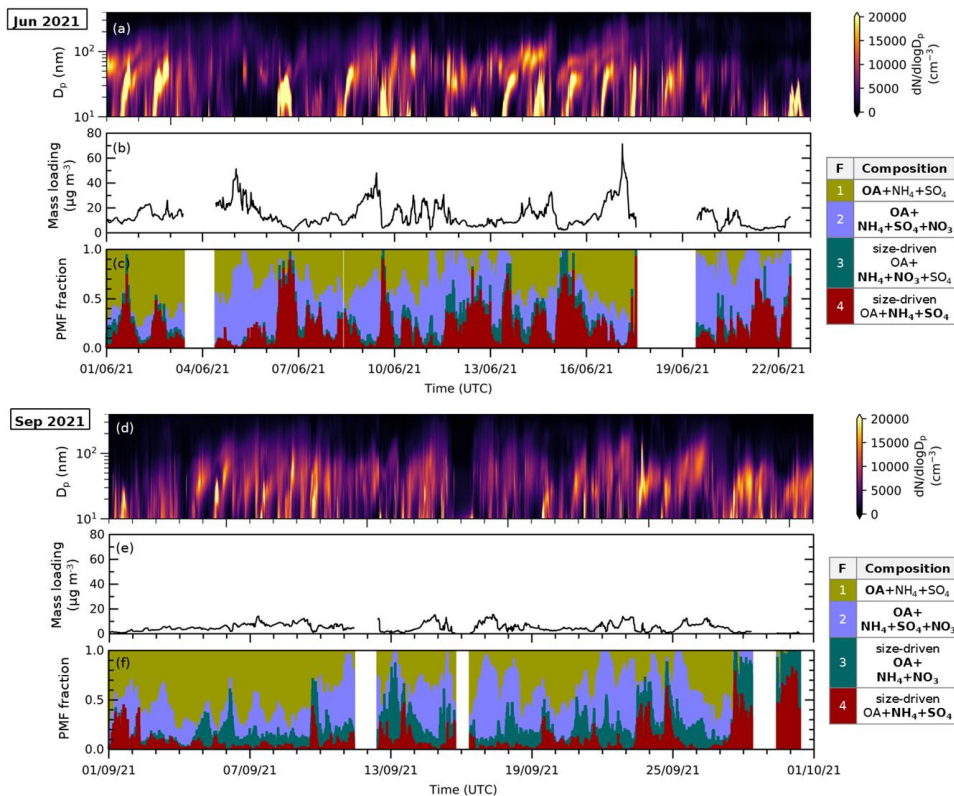 Jun 2021
(a)
Dₚ (nm)
10²
10¹
20000
15000
10000
5000
0
dN/dlogDₚ
(cm⁻³)
(b)
Mass loading
(μg m⁻³)
80
60
40
20
0
(c)
PMF fraction
1.0
0.5
0.0
01/06/21 04/06/21 07/06/21 10/06/21 13/06/21 16/06/21 19/06/21 22/06/21
Time (UTC)
F Composition
1 OA+NH₄+SO₄
2 OA+
NH₄+SO₄+NO₃
3 size-driven
OA+
NH₄+NO₃+SO₄
4 size-driven
OA+NH₄+SO₄
Sep 2021
(d)
Dₚ (nm)
10²
10¹
20000
15000
10000
5000
0
dN/dlogDₚ
(cm⁻³)
(e)
Mass loading
(μg m⁻³)
80
60
40
20
0
(f)
PMF fraction
1.0
0.5
0.0
01/09/21 07/09/21 13/09/21 19/09/21 25/09/21 01/10/21
Time (UTC)
F Composition
1 OA+NH₄+SO₄
2 OA+
NH₄+SO₄+NO₃
3 size-driven
OA+
NH₄+NO₃
4 size-driven
OA+NH₄+SO₄